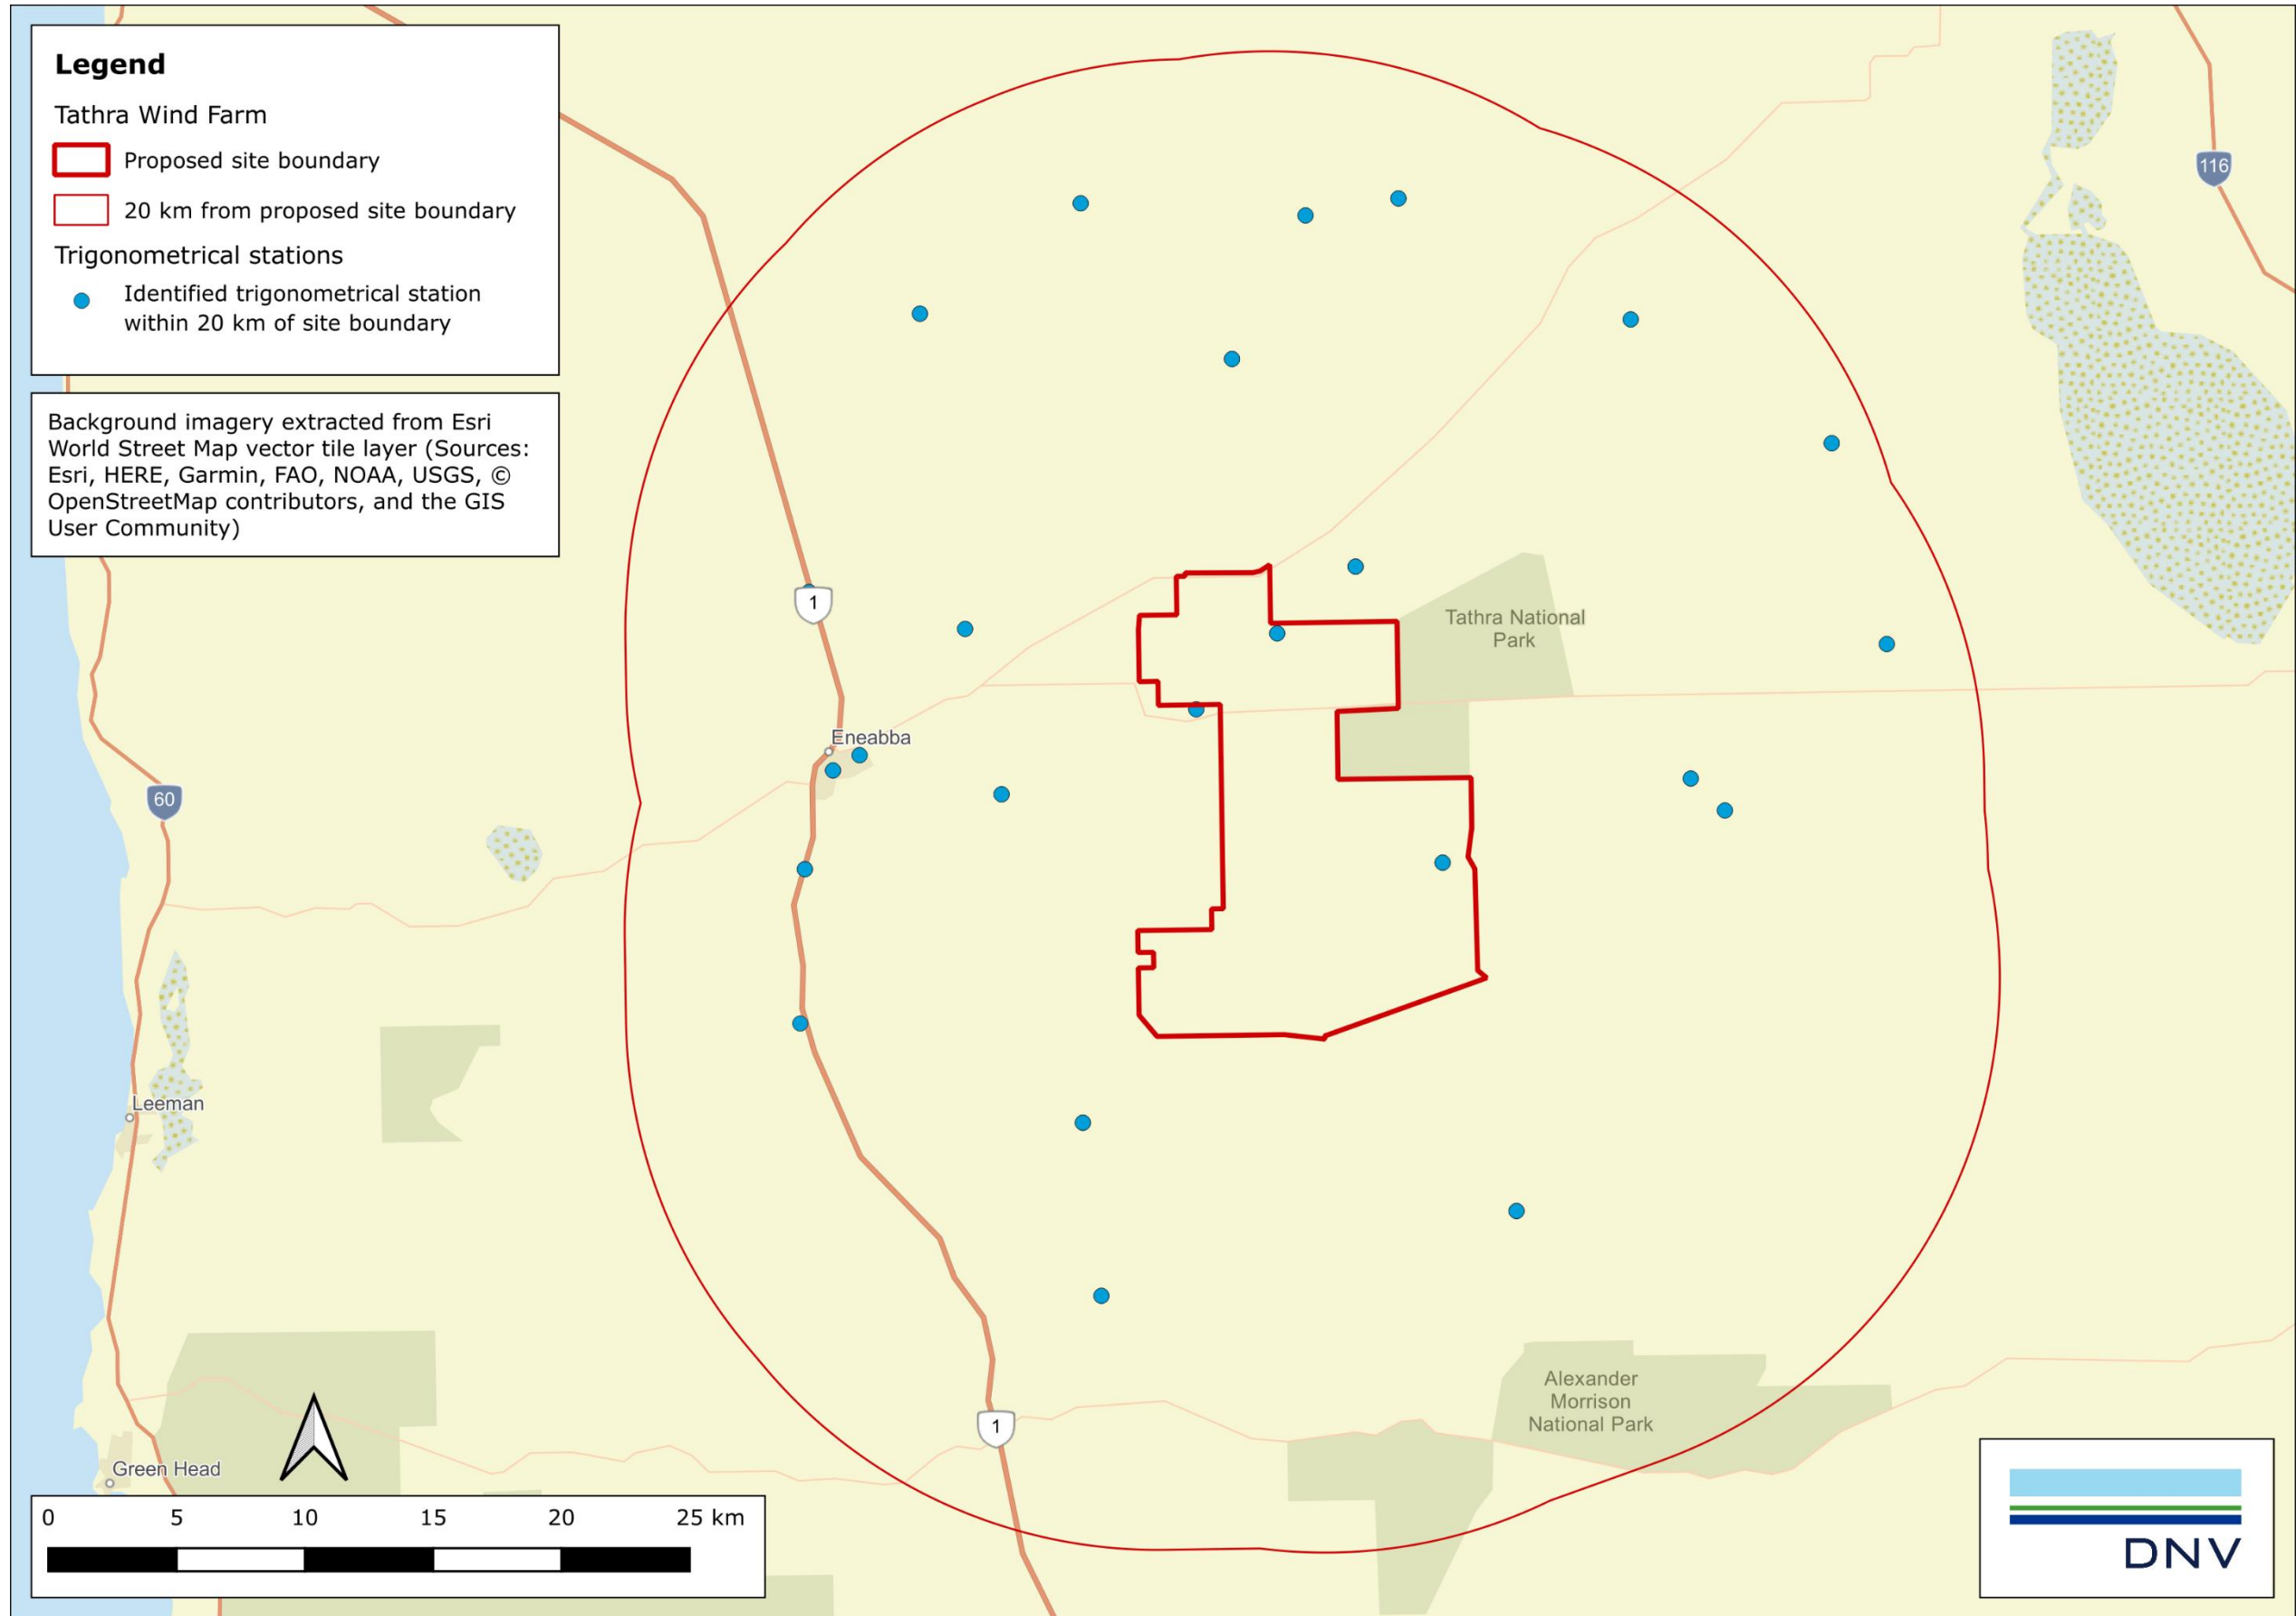 Legend
Tathra Wind Farm
Proposed site boundary
20 km from proposed site boundary
Trigonometrical stations
Identified trigonometrical station
within 20 km of site boundary
Background imagery extracted from Esri
World Street Map vector tile layer (Sources:
Esri, HERE, Garmin, FAO, NOAA, USGS, ©
OpenStreetMap contributors, and the GIS
User Community)
116
1
Tathra National
Park
Eneabba
60
Leeman
Alexander
Morrison
National Park
1
Green Head
0 5 10 15 20 25 km
DNV